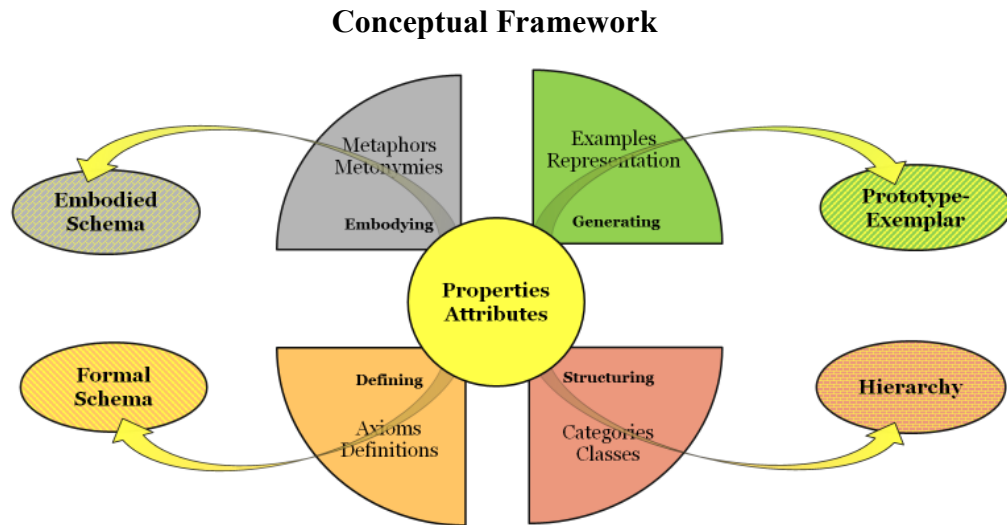 Conceptual Framework
Metaphors
Metonymies
Embodying
Examples
Representation
Generating
Embodied
Schema
Prototype-
Exemplar
Properties
Attributes
Formal
Schema
Defining
Axioms
Definitions
Structuring
Categories
Classes
Hierarchy